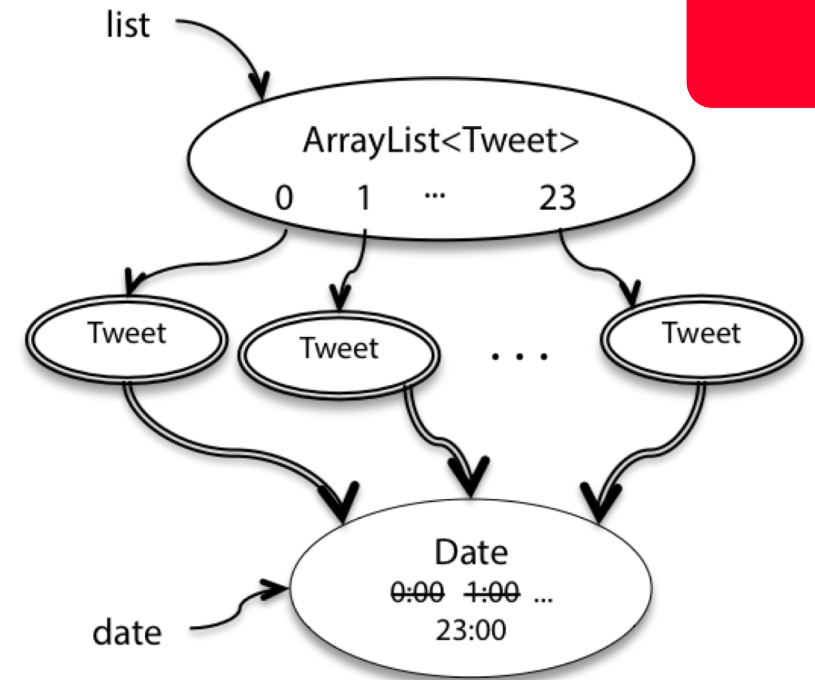 list
ArrayList<Tweet>
0 1 ... 23
Tweet Tweet ... Tweet
Date
0:00 1:00 ...
date
23:00